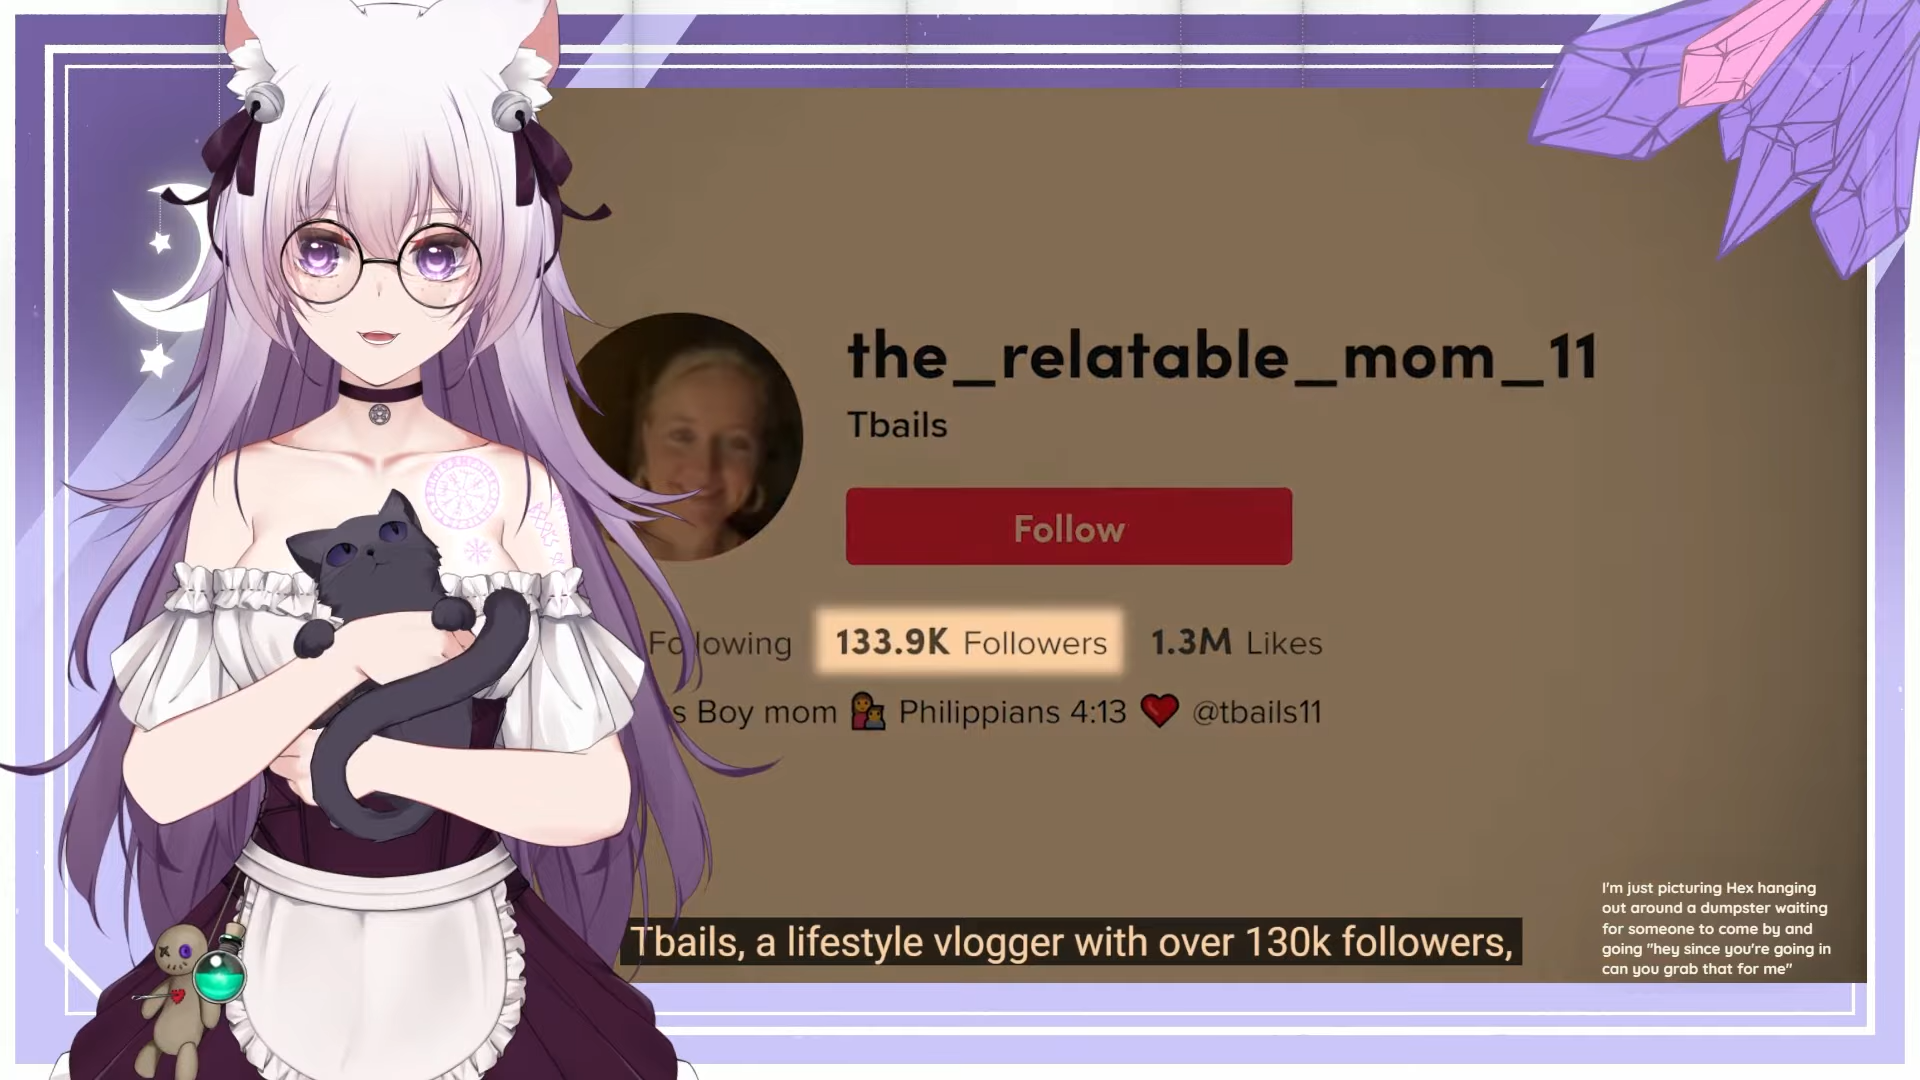 the_relatable_mom_11
Tbails
Follow
Following 133.9K Followers 1.3M Likes
s Boy mom 👩‍👦 Philippians 4:13 ❤️ @tbails11
Tbails, a lifestyle vlogger with over 130k followers,
I'm just picturing Hex hanging
out around a dumpster waiting
for someone to come by and
going "hey since you're going in
can you grab that for me"